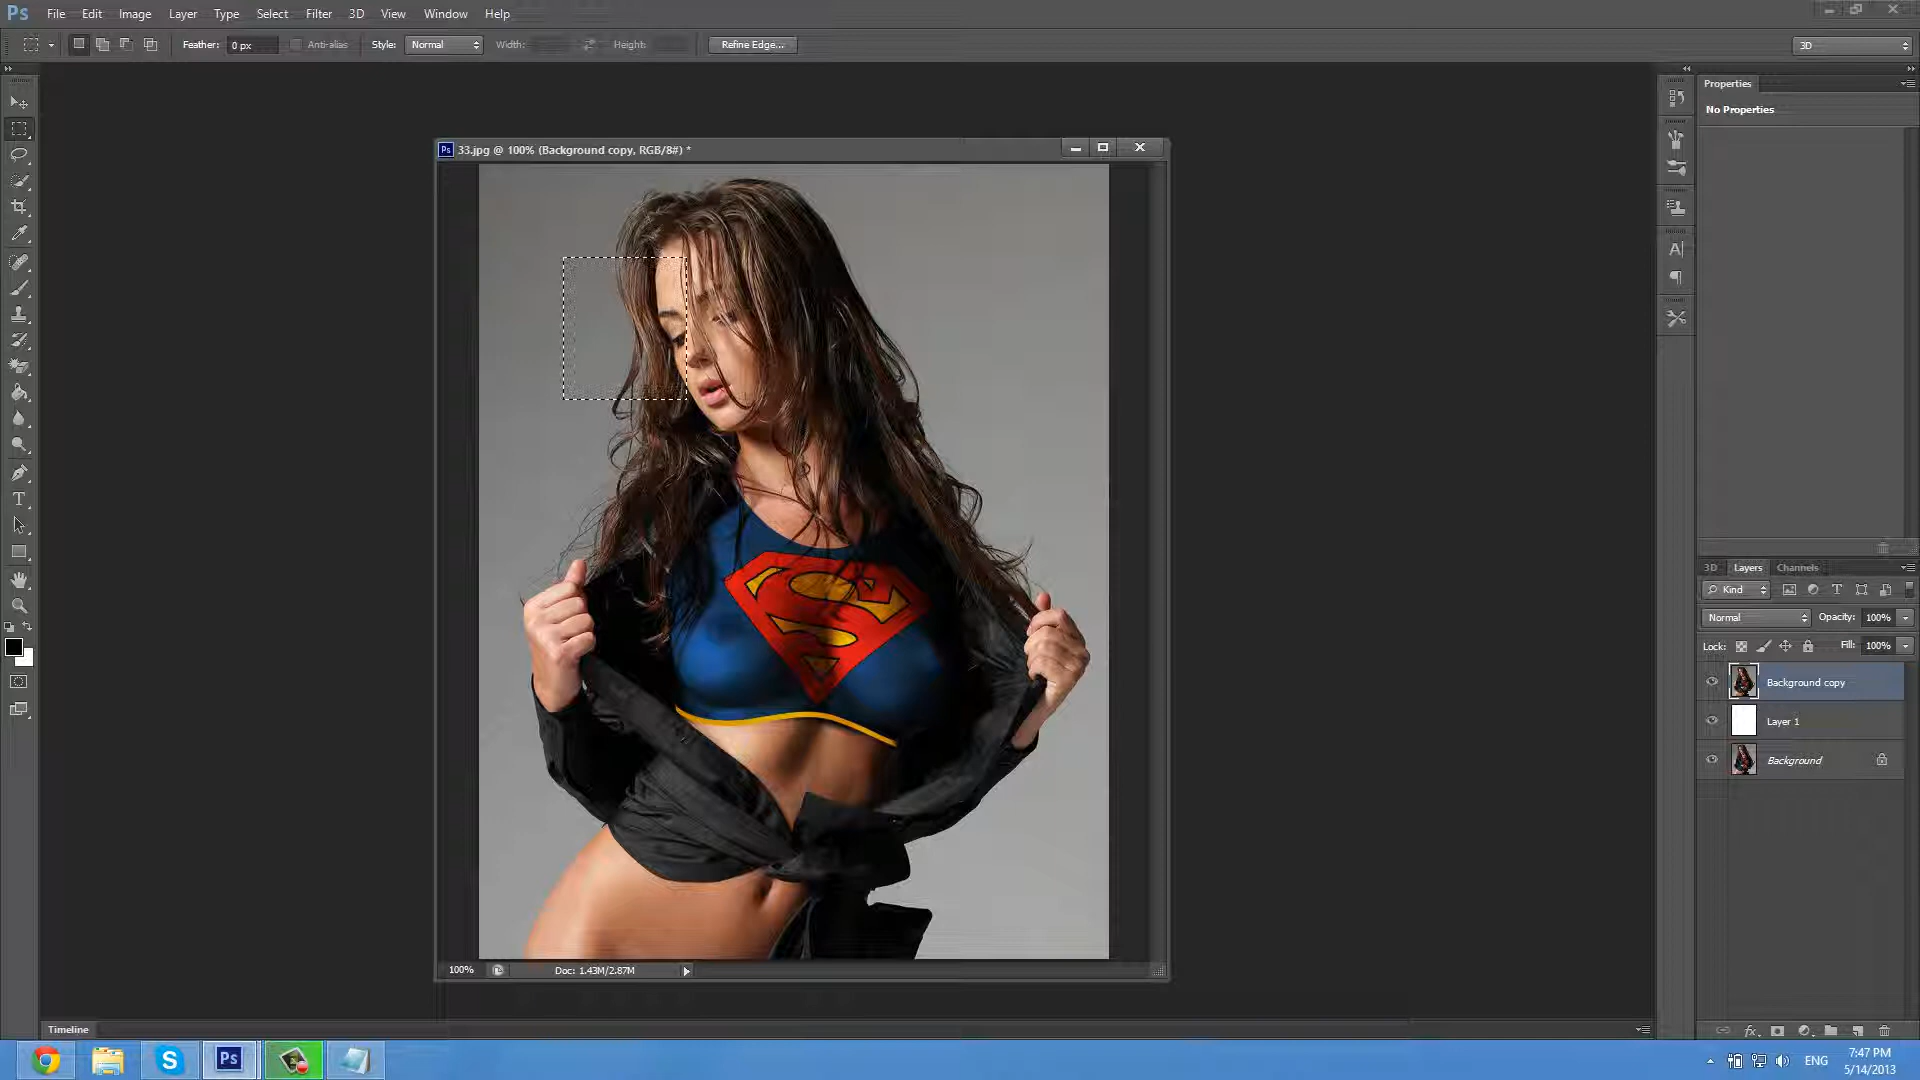 Ps File Edit Image Layer Type Select Filter 3D View Window Help
Feather: 0 px Anti-alias Style: Normal Width: Height: Refine Edge... 3D
Properties
No Properties
Ps 33.jpg @ 100% (Background copy, RGB/8#) *
S
3D Layers Channels
Kind
Normal Opacity: 100%
Lock: Fill: 100%
Background copy
Layer 1
Background
100% Doc: 1.43M/2.87M
Timeline
S Ps ENG 7:47 PM
5/14/2013